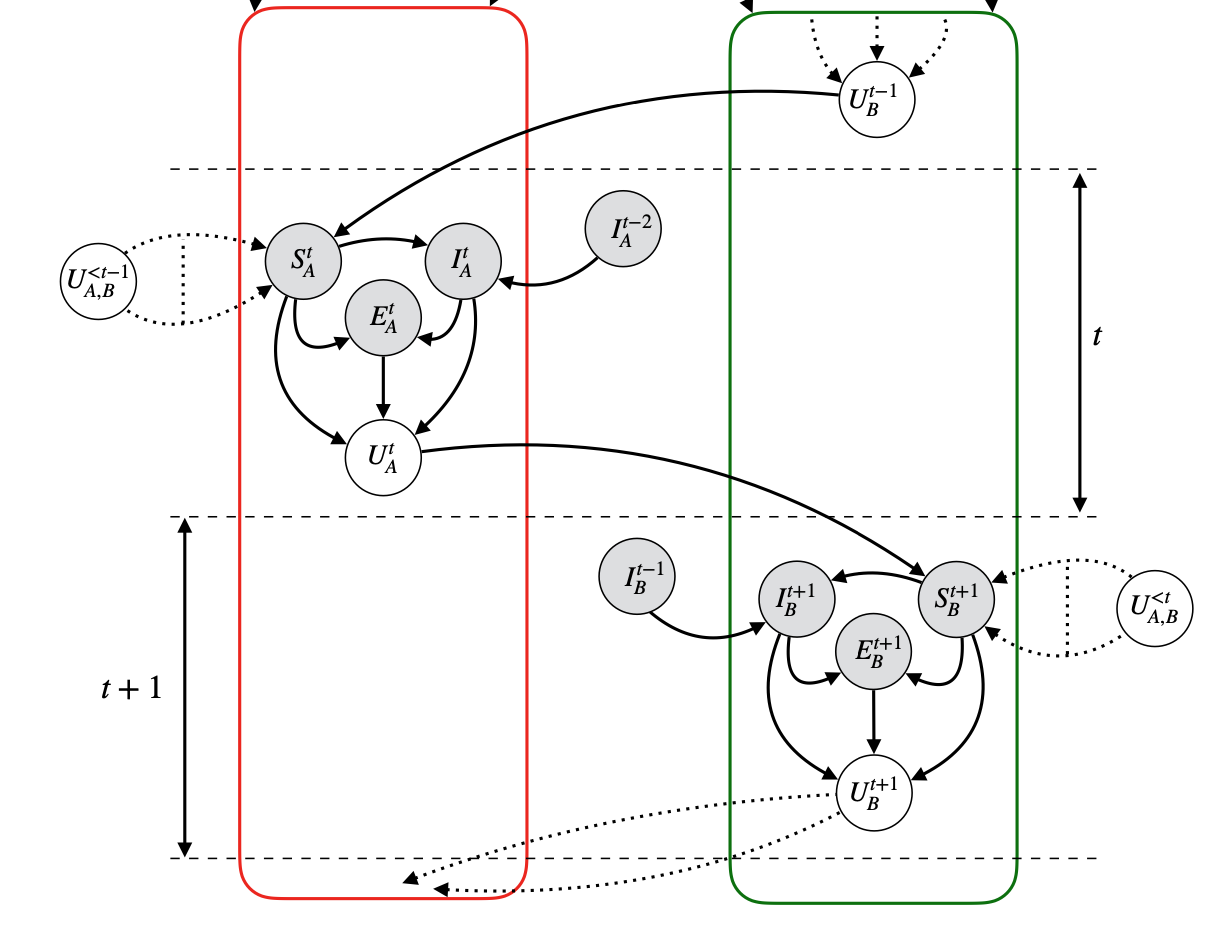 U_B^{t-1}
I_A^{t-2}
S_A^t
I_A^t
U_{A,B}^{<t-1}
E_A^t
t
U_A^t
I_B^{t-1}
I_B^{t+1}
S_B^{t+1}
U_{A,B}^{<t}
E_B^{t+1}
t + 1
U_B^{t+1}